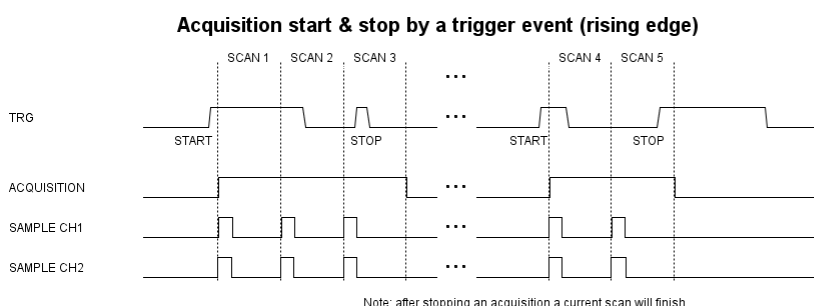 Acquisition start & stop by a trigger event (rising edge)
SCAN 1 SCAN 2 SCAN 3 ... SCAN 4 SCAN 5
TRG ...
START STOP START STOP
ACQUISITION ...
SAMPLE CH1 ...
SAMPLE CH2 ...
Note: after stopping an acquisition a current scan will finish